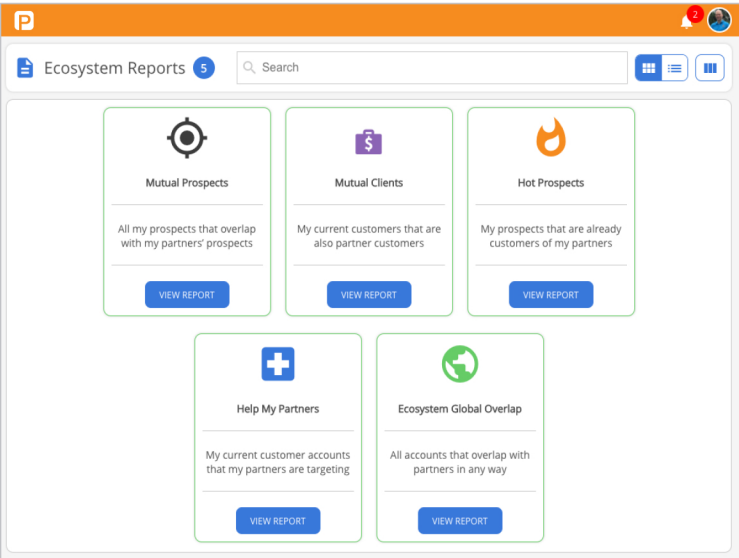 P
2
Ecosystem Reports 5
Search
Mutual Prospects
All my prospects that overlap
with my partners' prospects
VIEW REPORT
$
Mutual Clients
My current customers that are
also partner customers
VIEW REPORT
Hot Prospects
My prospects that are already
customers of my partners
VIEW REPORT
Help My Partners
My current customer accounts
that my partners are targeting
VIEW REPORT
Ecosystem Global Overlap
All accounts that overlap with
partners in any way
VIEW REPORT